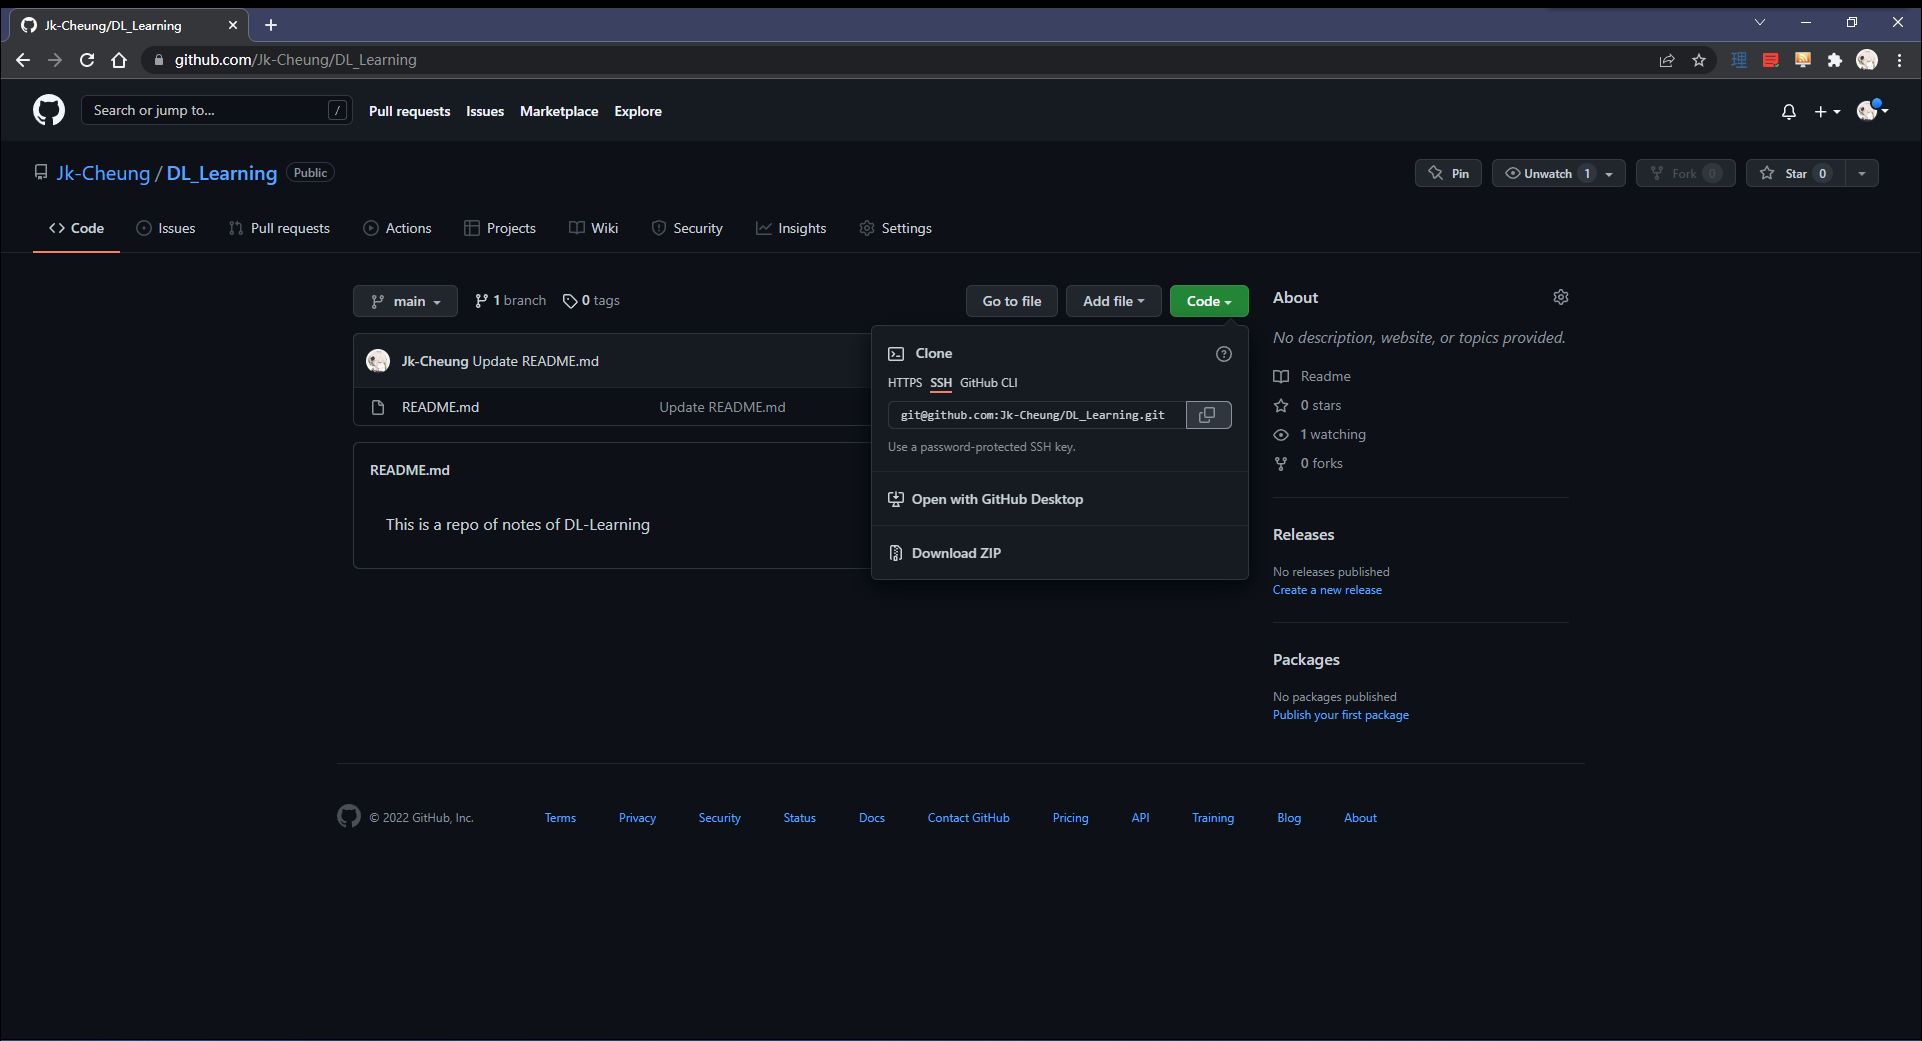 Jk-Cheung/DL_Learning
github.com/Jk-Cheung/DL_Learning
理
Search or jump to... /
Pull requests Issues Marketplace Explore
Jk-Cheung / DL_Learning Public
Pin Unwatch 1 Fork 0 Star 0
Code Issues Pull requests Actions Projects Wiki Security Insights Settings
main 1 branch 0 tags
Go to file Add file Code
Jk-Cheung Update README.md
README.md Update README.md
README.md
This is a repo of notes of DL-Learning
Clone
HTTPS SSH GitHub CLI
git@github.com:Jk-Cheung/DL_Learning.git
Use a password-protected SSH key.
Open with GitHub Desktop
Download ZIP
About
No description, website, or topics provided.
Readme
0 stars
1 watching
0 forks
Releases
No releases published
Create a new release
Packages
No packages published
Publish your first package
© 2022 GitHub, Inc. Terms Privacy Security Status Docs Contact GitHub Pricing API Training Blog About